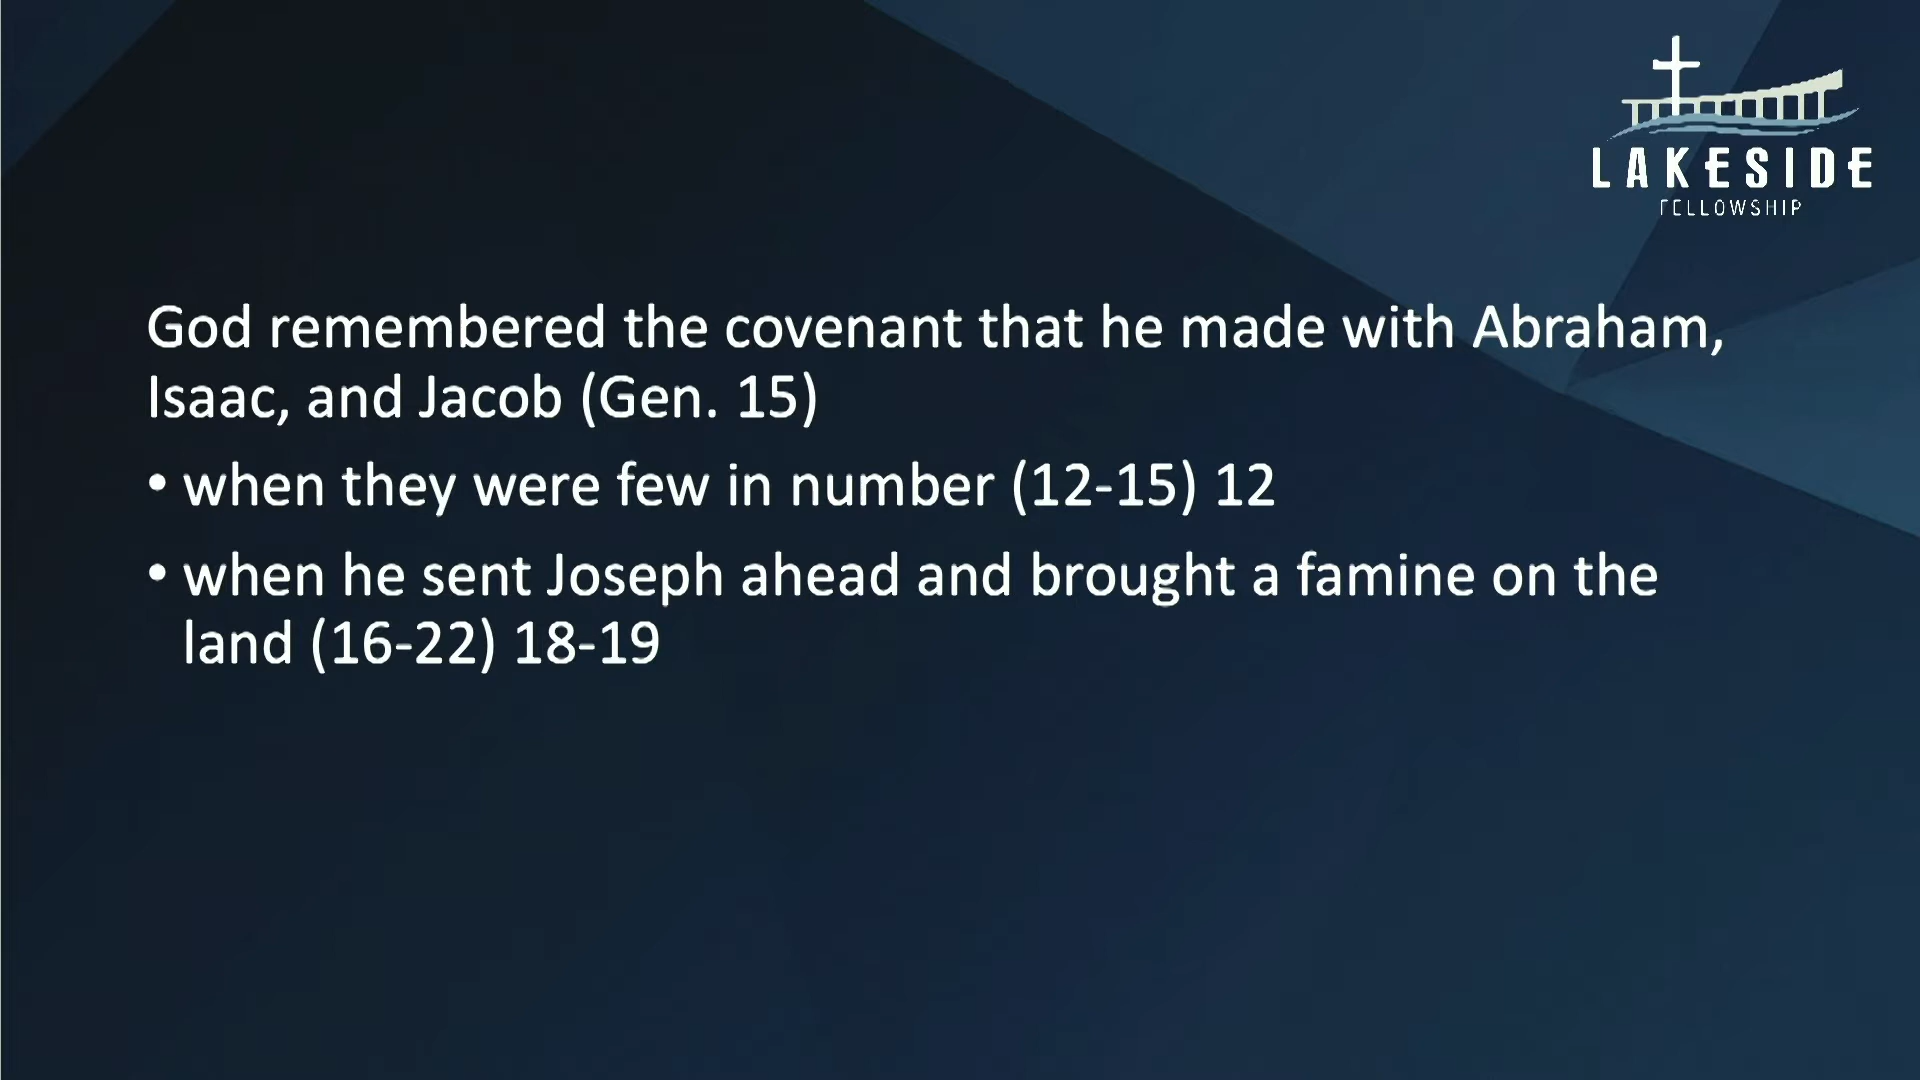 LAKESIDE
FELLOWSHIP
God remembered the covenant that he made with Abraham,
Isaac, and Jacob (Gen. 15)
• when they were few in number (12-15) 12
• when he sent Joseph ahead and brought a famine on the
land (16-22) 18-19